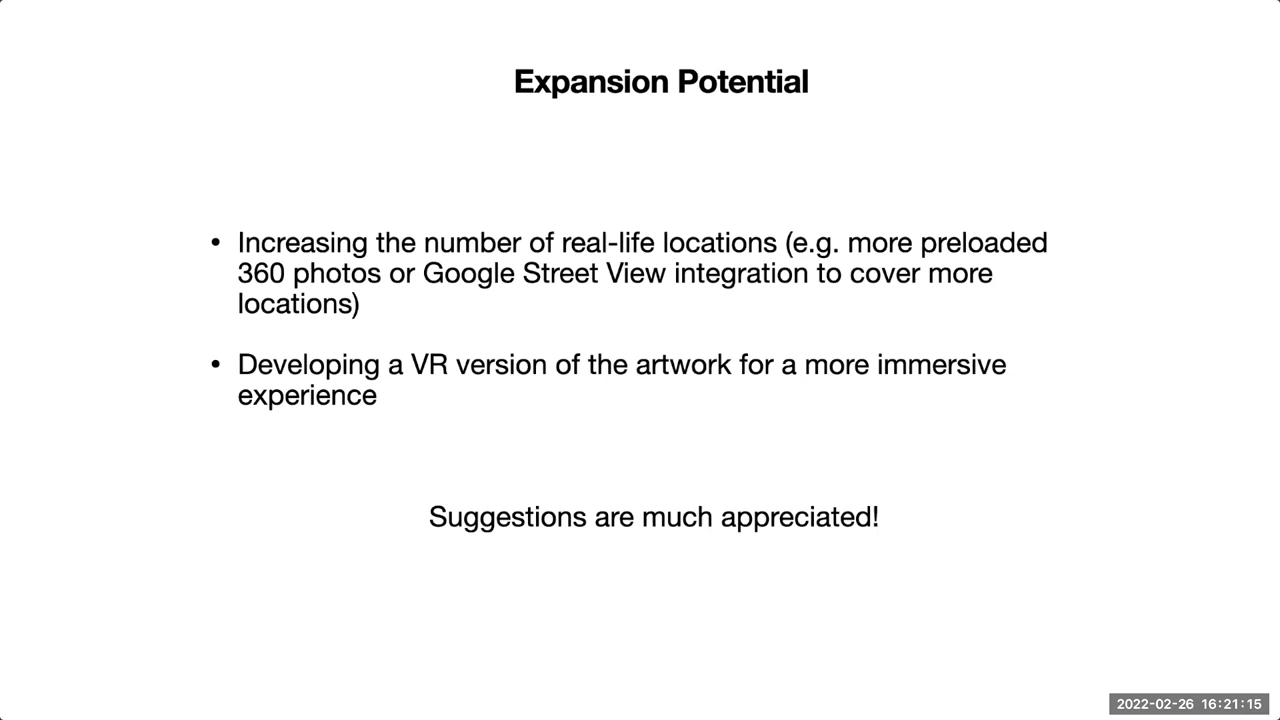 Expansion Potential
• Increasing the number of real-life locations (e.g. more preloaded
360 photos or Google Street View integration to cover more
locations)
• Developing a VR version of the artwork for a more immersive
experience
Suggestions are much appreciated!
2022-02-26 16:21:15